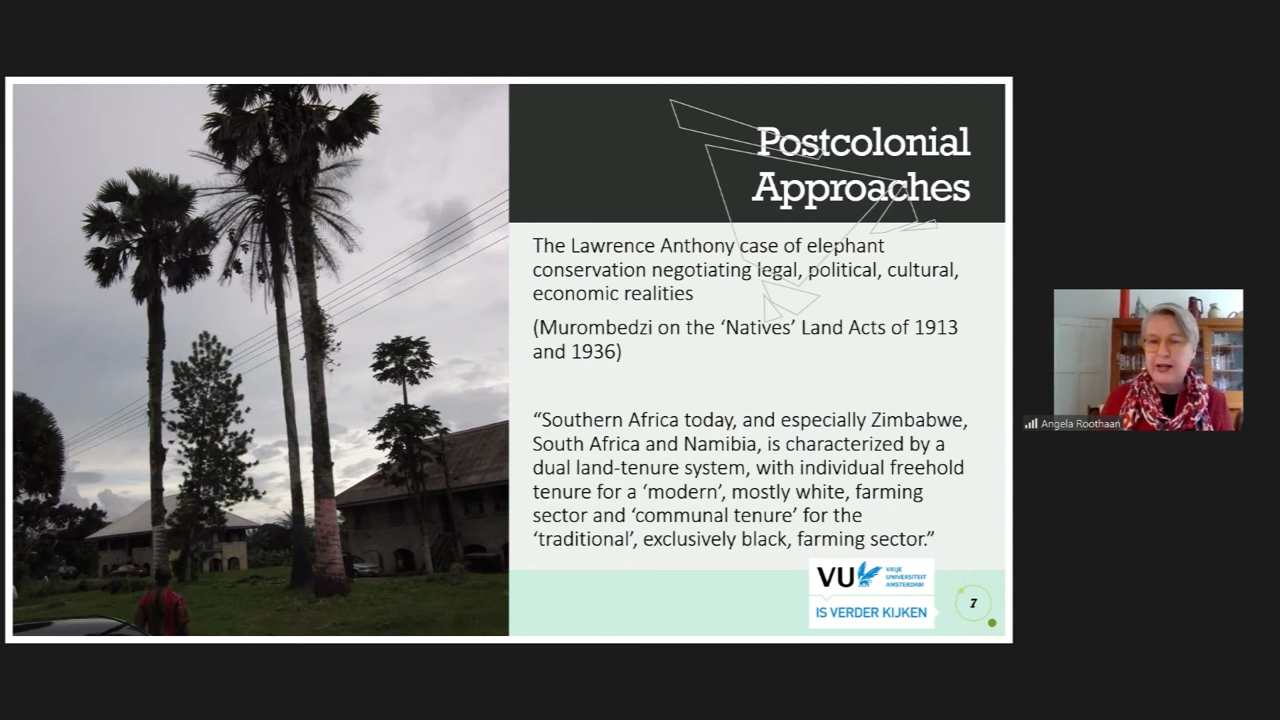 Postcolonial
Approaches
The Lawrence Anthony case of elephant
conservation negotiating legal, political, cultural,
economic realities
(Murombedzi on the ‘Natives’ Land Acts of 1913
and 1936)
“Southern Africa today, and especially Zimbabwe,
South Africa and Namibia, is characterized by a
dual land-tenure system, with individual freehold
tenure for a ‘modern’, mostly white, farming
sector and ‘communal tenure’ for the
‘traditional’, exclusively black, farming sector.”
VU VRIJE
UNIVERSITEIT
AMSTERDAM
IS VERDER KIJKEN
7
Angela Roothaan